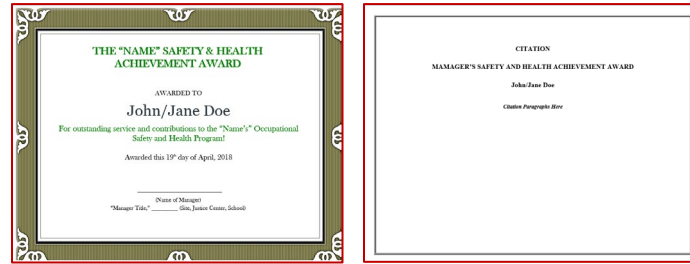 THE “NAME” SAFETY & HEALTH
ACHIEVEMENT AWARD
AWARDED TO
John/Jane Doe
For outstanding service and contributions to the “Name’s” Occupational
Safety and Health Program!
Awarded this 19th day of April, 2018
(Name of Manager)
“Manager Title,” ________ (Site, Justice Center, School)
CITATION
MAMAGER’S SAFETY AND HEALTH ACHIEVEMENT AWARD
John/Jane Doe
Citation Paragraphs Here